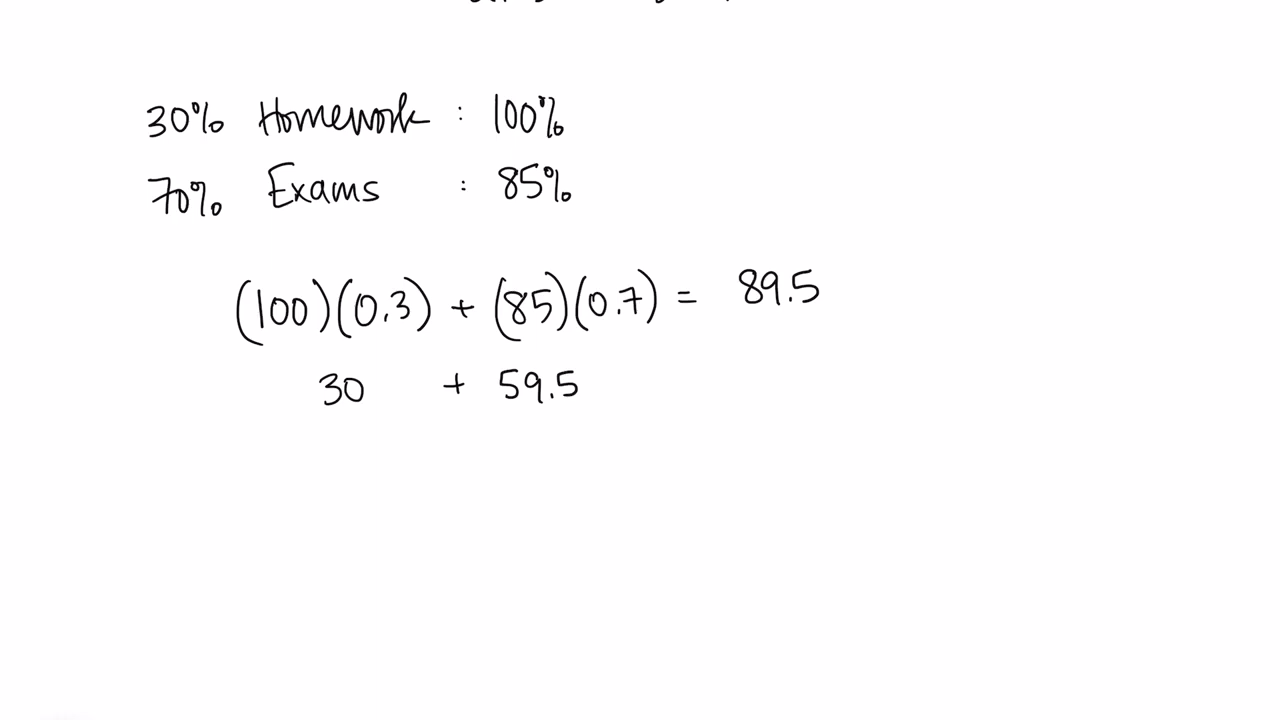 30% Homework : 100%
70% Exams : 85%
(100)(0.3) + (85)(0.7) = 89.5
30 + 59.5